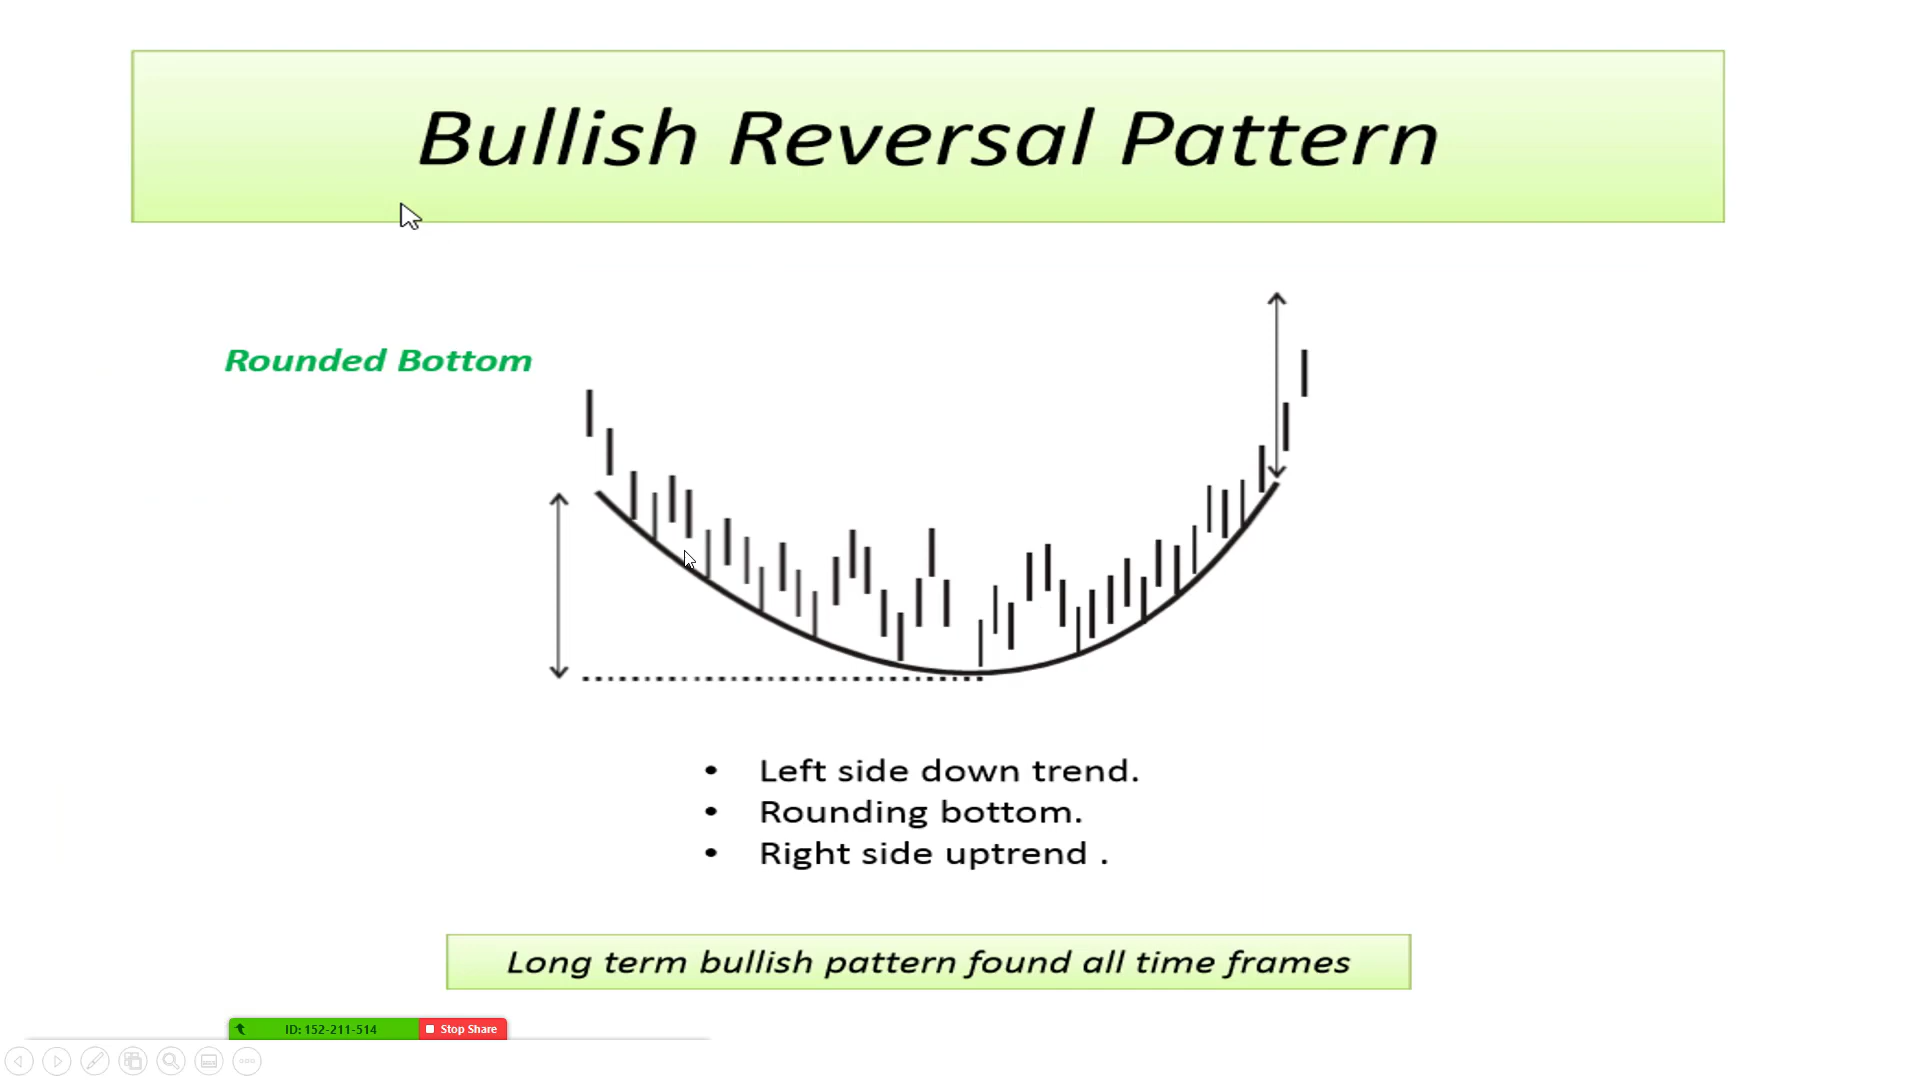 Bullish Reversal Pattern
Rounded Bottom
• Left side down trend.
• Rounding bottom.
• Right side uptrend .
Long term bullish pattern found all time frames
ID: 152-211-514 Stop Share